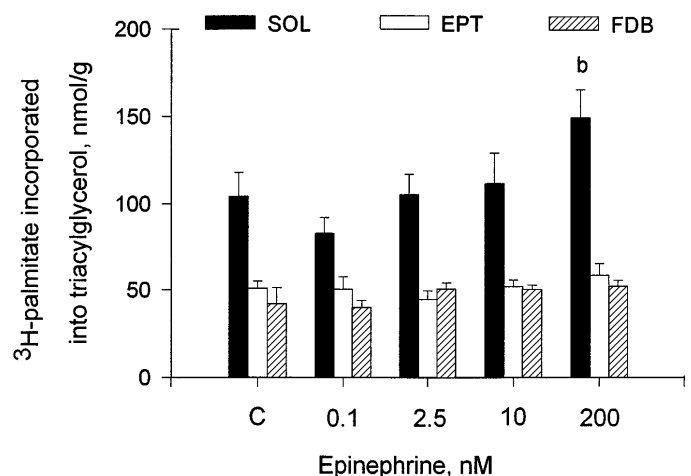 SOL EPT FDB
³H-palmitate incorporated
into triacylglycerol, nmol/g
200
150
100
50
0
b
C 0.1 2.5 10 200
Epinephrine, nM